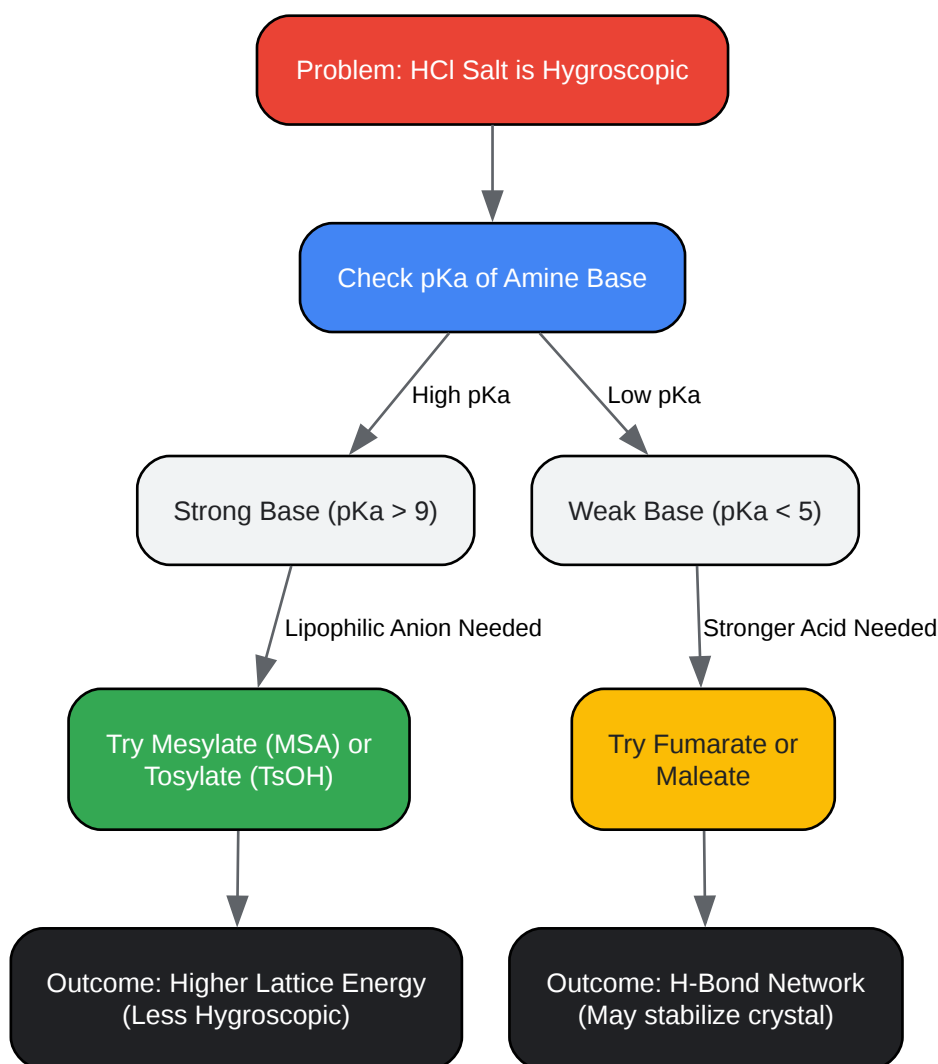 Problem: HCl Salt is Hygroscopic
Check pKa of Amine Base
High pKa
Low pKa
Strong Base (pKa > 9)
Weak Base (pKa < 5)
Lipophilic Anion Needed
Stronger Acid Needed
Try Mesylate (MSA) or
Tosylate (TsOH)
Try Fumarate or
Maleate
Outcome: Higher Lattice Energy
(Less Hygroscopic)
Outcome: H-Bond Network
(May stabilize crystal)